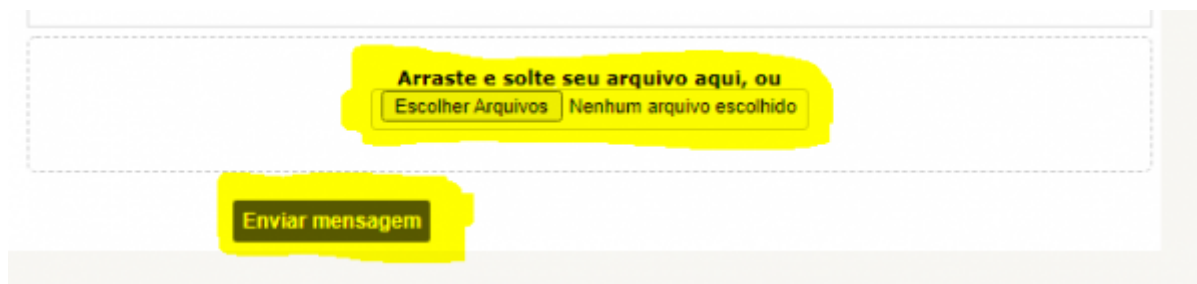 Arraste e solte seu arquivo aqui, ou
Escolher Arquivos Nenhum arquivo escolhido
Enviar mensagem